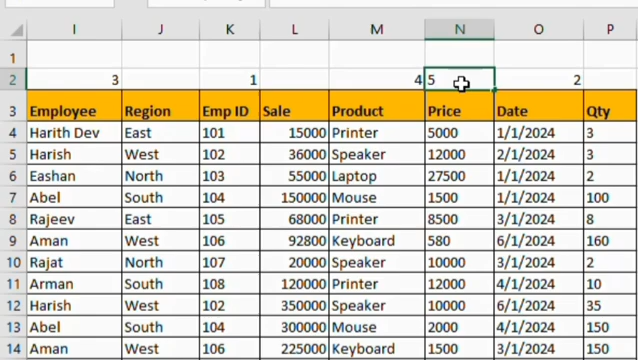 I J K L M N O P
1
2 3 1 4 5 2
3 Employee Region Emp ID Sale Product Price Date Qty
4 Harith Dev East 101 15000 Printer 5000 1/1/2024 3
5 Harish West 102 36000 Speaker 12000 2/1/2024 3
6 Eashan North 103 55000 Laptop 27500 1/1/2024 2
7 Abel South 104 150000 Mouse 1500 1/1/2024 100
8 Rajeev East 105 68000 Printer 8500 3/1/2024 8
9 Aman West 106 92800 Keyboard 580 6/1/2024 160
10 Rajat North 107 20000 Speaker 10000 3/1/2024 2
11 Arman South 108 120000 Printer 12000 4/1/2024 10
12 Harish West 102 350000 Speaker 10000 6/1/2024 35
13 Abel South 104 300000 Mouse 2000 4/1/2024 150
14 Aman West 106 225000 Keyboard 1500 3/1/2024 150